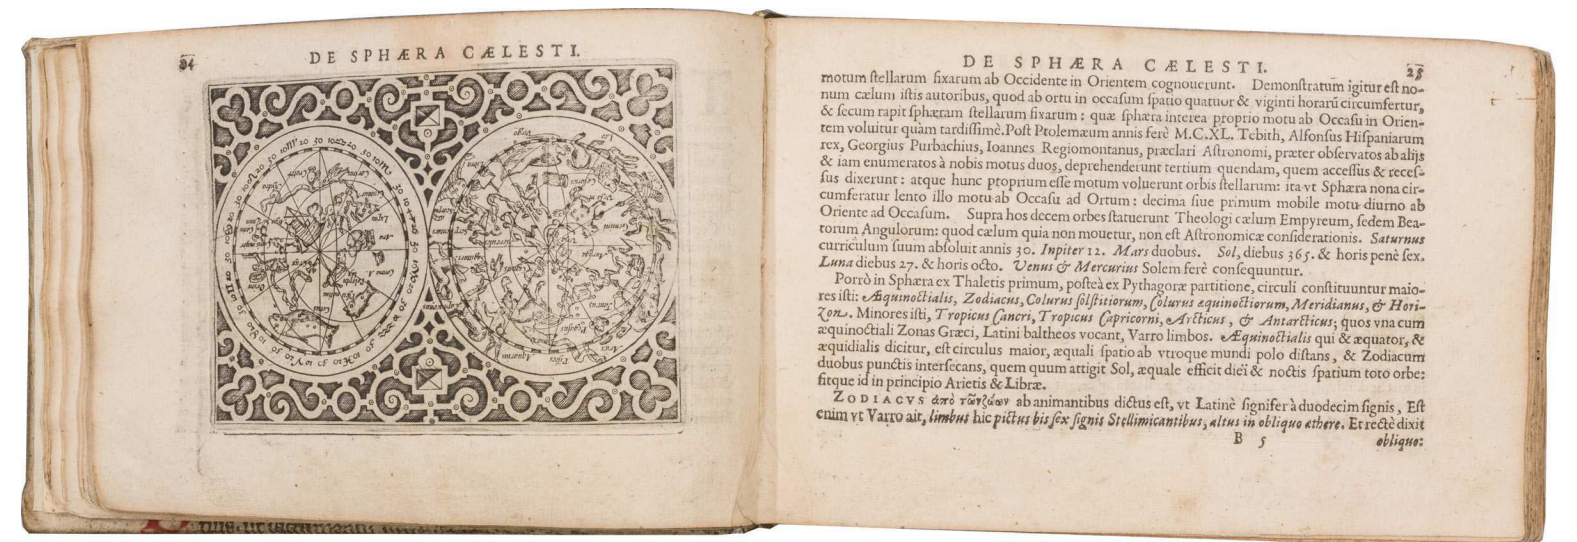 24
DE SPHÆRA CÆLESTI.
DE SPHÆRA CÆLESTI.
25
motum ſtellarum fixarum ab Occidente in Orientem cognouerunt. Demonſtratum igitur eſt no-
num cælum iſtis autoribus, quod ab ortu in occaſum ſpatio quatuor & viginti horarū circumfertur,
& ſecum rapit ſphæram ſtellarum fixarum: quæ ſphæra interea proprio motu ab Occaſu in Orien-
tem voluitur quàm tardiſſimè. Poſt Ptolemæum annis ferè M.C.XL. Tebith, Alfonſus Hiſpaniarum
rex, Georgius Purbachius, Ioannes Regiomontanus, præclari Aſtronomi, præter obſeruatos ab alijs
& iam enumeratos à nobis motus duos, deprehenderunt tertium quendam, quem acceſſus & receſ-
ſus dixerunt: atque hunc proprium eſſe motum voluerunt orbis ſtellarum: ita vt Sphæra nona cir-
cumferatur lento illo motu ab Occaſu ad Ortum: decima ſiue primum mobile motu diurno ab
Oriente ad Occaſum. Supra hos decem orbes ſtatuerunt Theologi cælum Empyreum, ſedem Bea-
torum Angulorum: quod cælum quia non mouetur, non eſt Aſtronomicæ conſiderationis. Saturnus
curriculum ſuum abſoluit annis 30. Iupiter 12. Mars duobus. Sol, diebus 365. & horis penè ſex.
Luna diebus 27. & horis octo. Venus & Mercurius Solem ferè conſequuntur.
Porrò in Sphæra ex Thaletis primum, poſteà ex Pythagoræ partitione, circuli conſtituuntur maio-
res iſti: Æquinoctialis, Zodiacus, Colurus ſolſtitiorum, Colurus æquinoctiorum, Meridianus, & Hori-
zon. Minores iſti, Tropicus Cancri, Tropicus Capricorni, Arcticus, & Antarcticus; quos vna cum
æquinoctiali Zonas Græci, Latini baltheos vocant, Varro limbos. Æquinoctialis qui & æquator, &
æquidialis dicitur, eſt circulus maior, æquali ſpatio ab vtroque mundi polo diſtans, & Zodiacum
duobus punctis interſecans, quem quum attigit Sol, æquale efficit diei & noctis ſpatium toto orbe:
fitque id in principio Arietis & Libræ.
ZODIACVS ἀπὸ τῶν ζώων ab animantibus dictus eſt, vt Latinè ſignifer à duodecim ſignis, Eſt
enim vt Varro ait, limbus hic pictus bis ſex ſignis Stellimicantibus, altus in obliquo æthere. Et rectè dixit
B 5
obliquo: